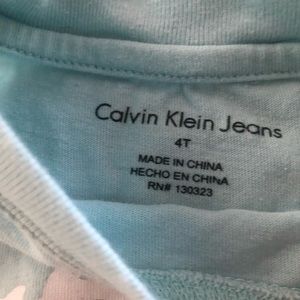 Calvin Klein Jeans
4T
MADE IN CHINA
HECHO EN CHINA
RN# 130323